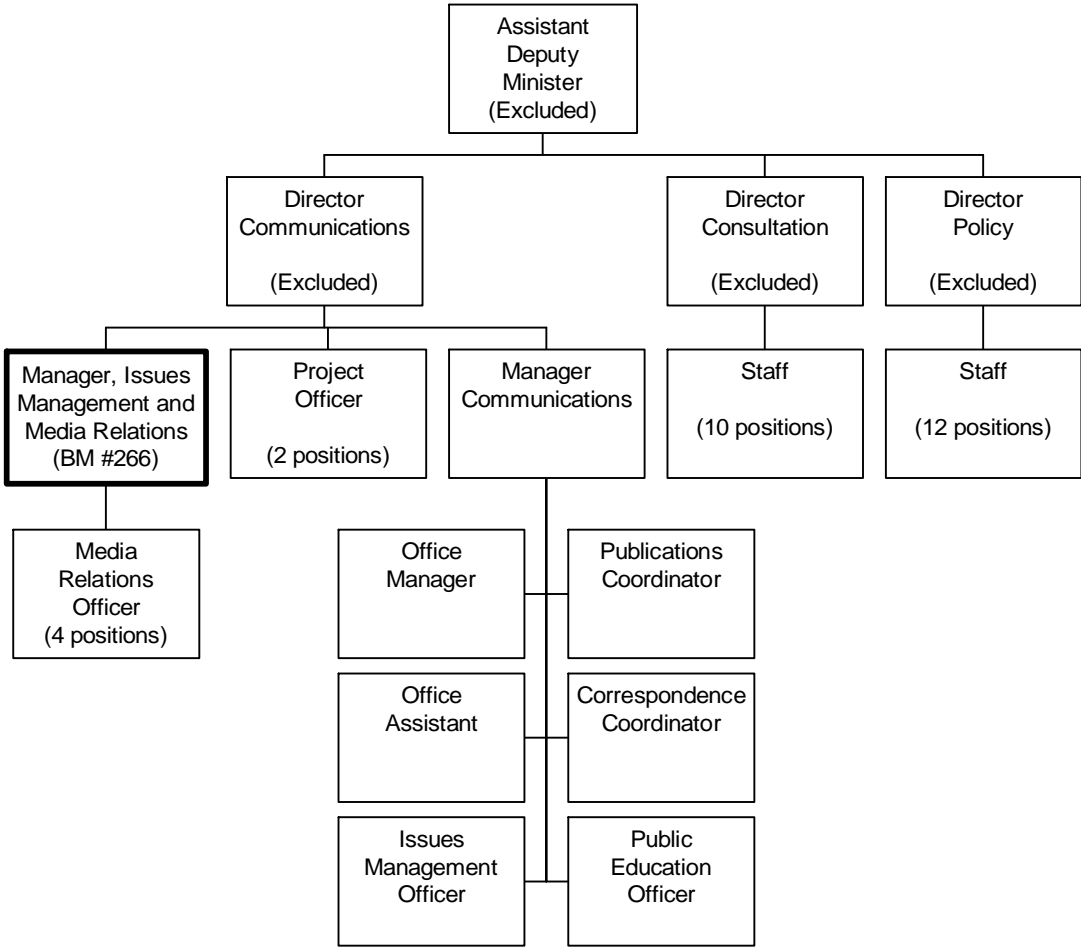 Assistant
Deputy
Minister
(Excluded)
Director
Communications
(Excluded)
Director
Consultation
(Excluded)
Director
Policy
(Excluded)
Manager, Issues
Management and
Media Relations
(BM #266)
Project
Officer
(2 positions)
Manager
Communications
Staff
(10 positions)
Staff
(12 positions)
Media
Relations
Officer
(4 positions)
Office
Manager
Publications
Coordinator
Office
Assistant
Correspondence
Coordinator
Issues
Management
Officer
Public
Education
Officer